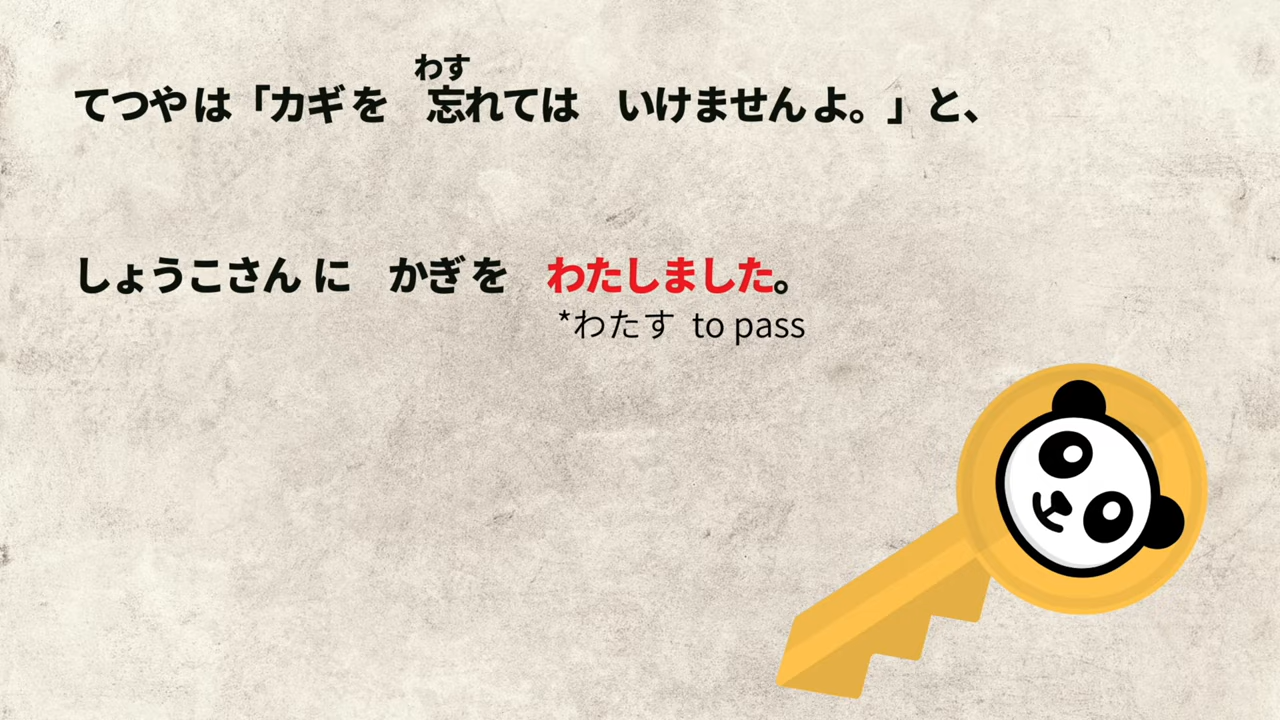 わす
てつやは「カギを　忘れては　いけませんよ。」と、
しょうこさんに　かぎを　わたしました。
*わたす to pass